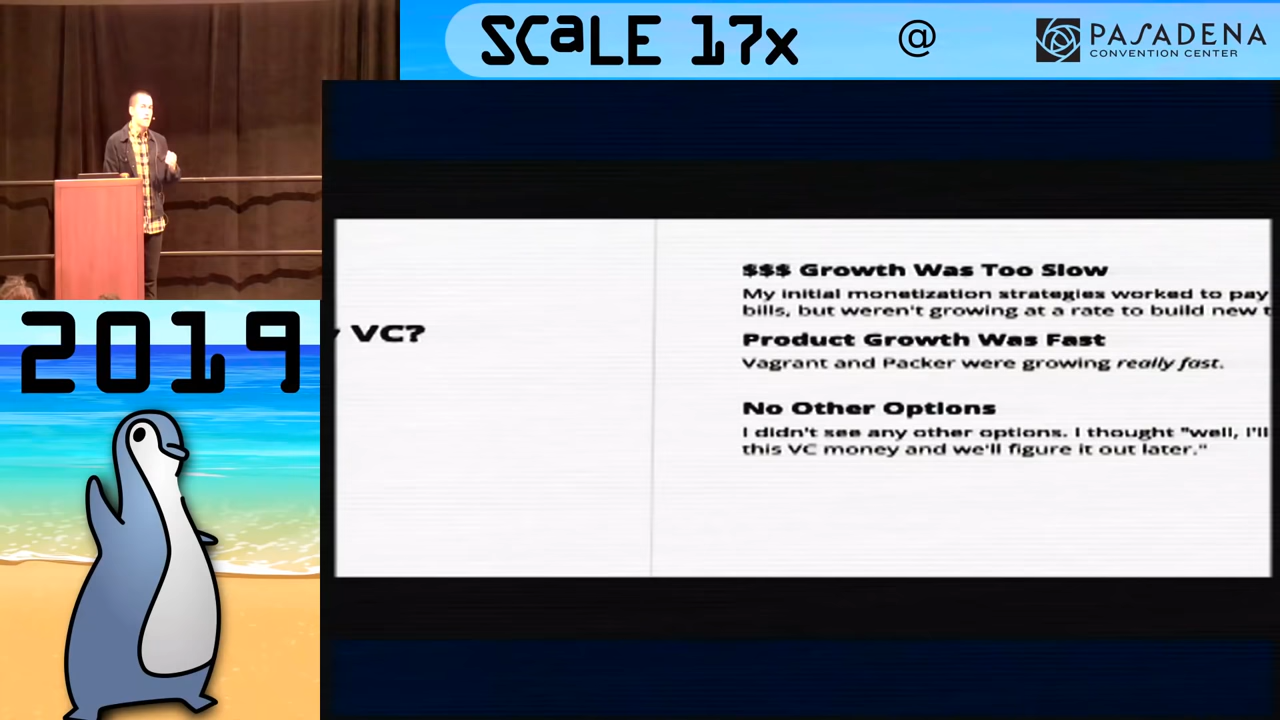 SCaLE 17x
@
PASADENA
CONVENTION CENTER
2019
VC?
$$$ Growth Was Too Slow
My initial monetization strategies worked to pay
bills, but weren't growing at a rate to build new
Product Growth Was Fast
Vagrant and Packer were growing really fast.
No Other Options
I didn't see any other options. I thought "well, I'll
this VC money and we'll figure it out later."